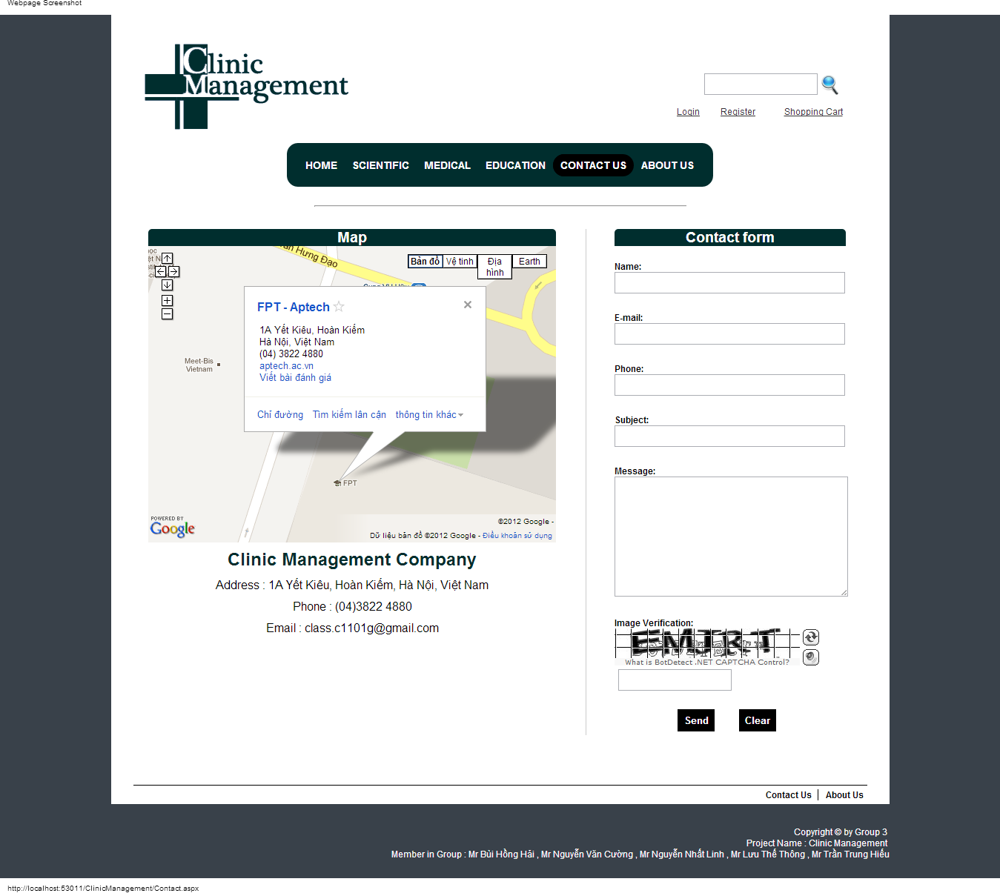 Webpage Screenshot
Clinic
Management
Login Register Shopping Cart
HOME SCIENTIFIC MEDICAL EDUCATION CONTACT US ABOUT US
Map
Hưng Đạo
Bản đồ Vệ tinh Địa hình Earth
FPT - Aptech
1A Yết Kiêu, Hoàn Kiếm
Hà Nội, Việt Nam
(04) 3822 4880
aptech.ac.vn
Viết bài đánh giá
Chỉ đường Tìm kiếm lân cận thông tin khác
Meet-Bis
Vietnam
FPT
POWERED BY
Google
©2012 Google -
Dữ liệu bản đồ ©2012 Google - Điều khoản sử dụng
Clinic Management Company
Address : 1A Yết Kiêu, Hoàn Kiếm, Hà Nội, Việt Nam
Phone : (04)3822 4880
Email : class.c1101g@gmail.com
Contact form
Name:
E-mail:
Phone:
Subject:
Message:
Image Verification:
What is BotDetect .NET CAPTCHA Control?
Send Clear
Contact Us About Us
Copyright © by Group 3
Project Name : Clinic Management
Member in Group : Mr Bùi Hồng Hải , Mr Nguyễn Văn Cường , Mr Nguyễn Nhất Linh , Mr Lưu Thế Thông , Mr Trần Trung Hiếu
http://localhost:53011/ClinicManagement/Contact.aspx